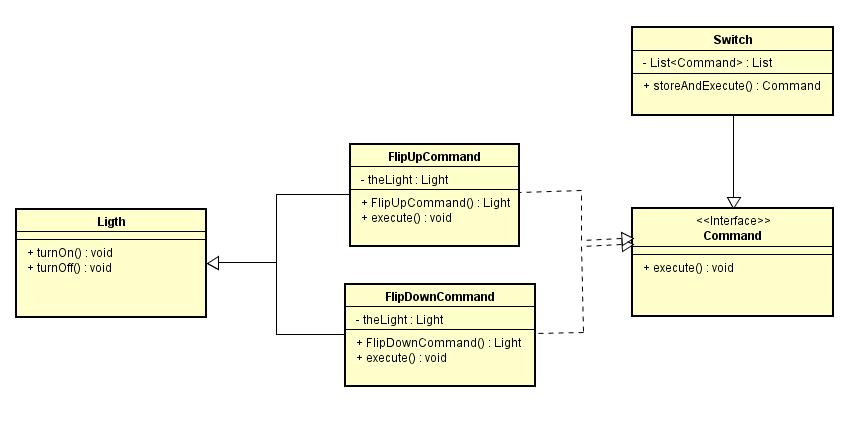 Switch
- List<Command> : List
+ storeAndExecute() : Command
FlipUpCommand
- theLight : Light
+ FlipUpCommand() : Light
+ execute() : void
Ligth
+ turnOn() : void
+ turnOff() : void
<<Interface>>
Command
+ execute() : void
FlipDownCommand
- theLight : Light
+ FlipDownCommand() : Light
+ execute() : void